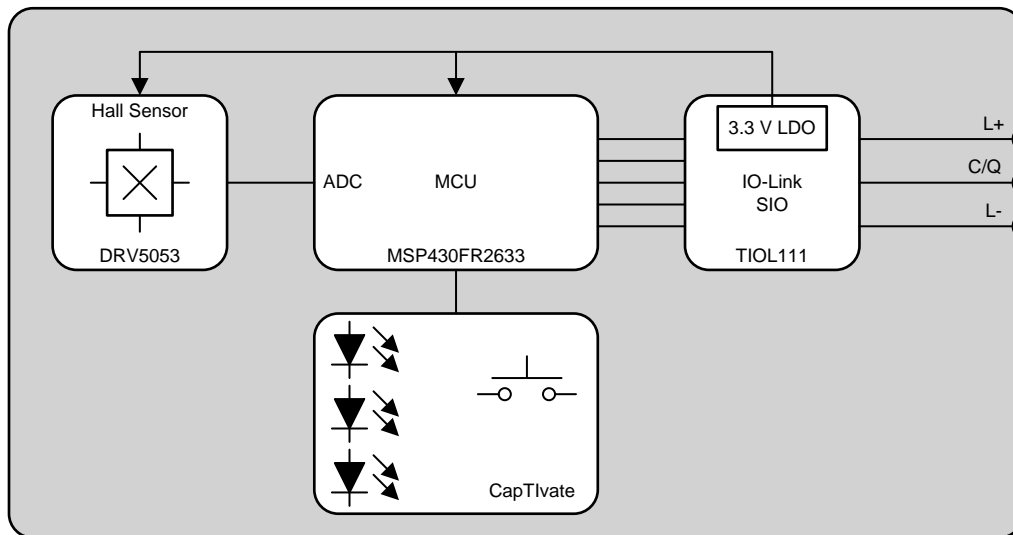 Hall Sensor
DRV5053
ADC
MCU
MSP430FR2633
3.3 V LDO
IO-Link
SIO
TIOL111
L+
C/Q
L-
CapTIvate